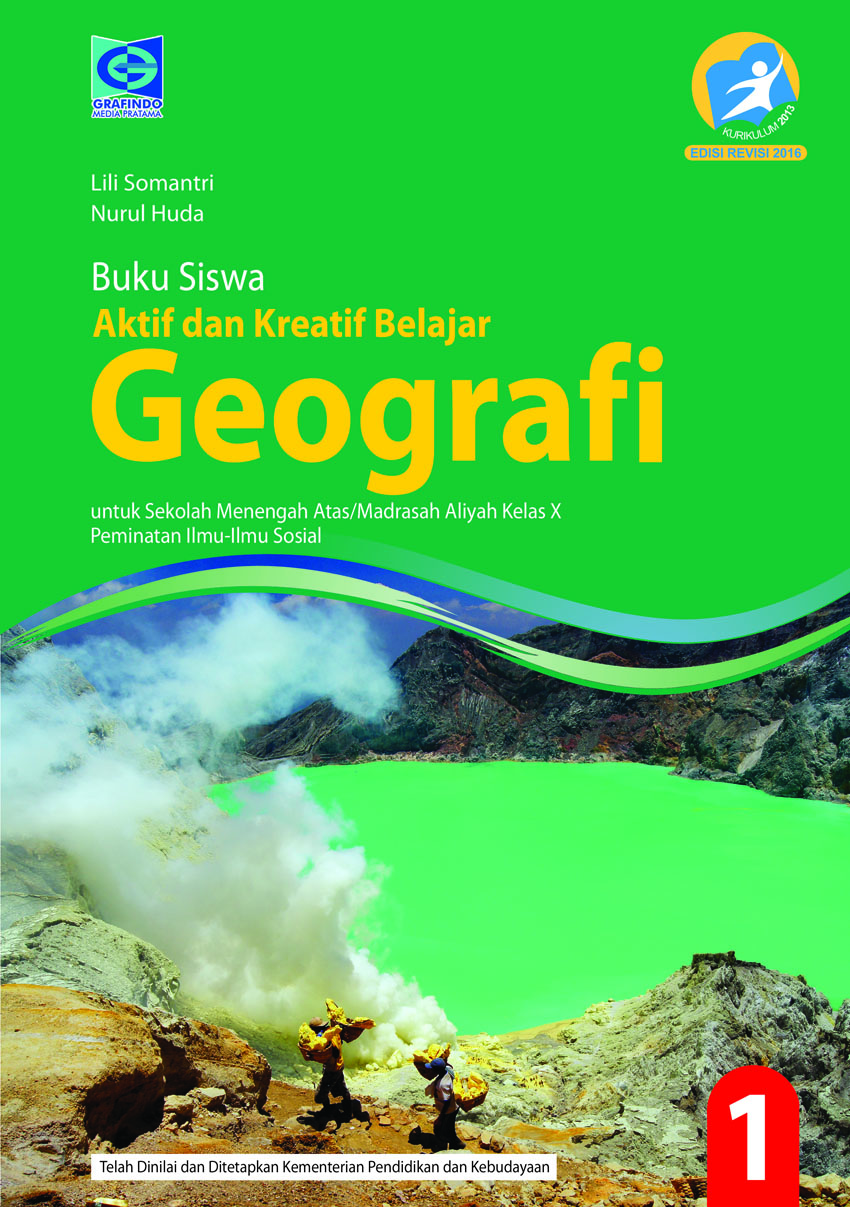 GRAFINDO
MEDIA PRATAMA
KURIKULUM 2013
EDISI REVISI 2016
Lili Somantri
Nurul Huda
Buku Siswa
Aktif dan Kreatif Belajar
Geografi
untuk Sekolah Menengah Atas/Madrasah Aliyah Kelas X
Peminatan Ilmu-Ilmu Sosial
Telah Dinilai dan Ditetapkan Kementerian Pendidikan dan Kebudayaan
1